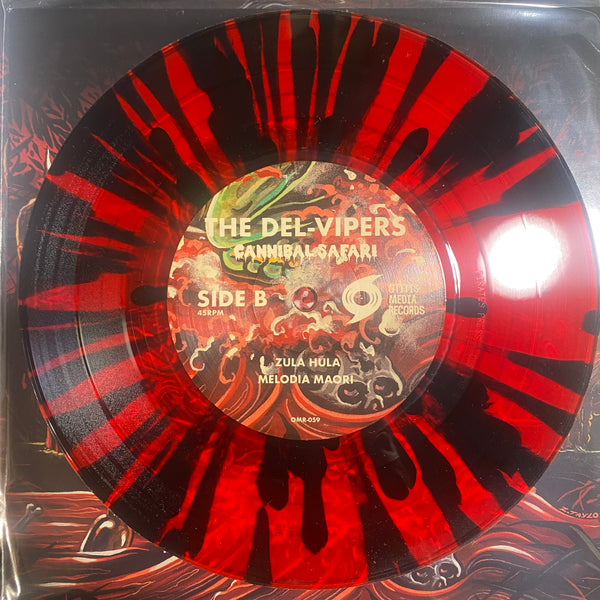 THE DEL-VIPERS
CANNIBAL SAFARI
SIDE B
45RPM
OTITIS
MEDIA
RECORDS
ZULA HULA
MELODIA MAORI
OMR-059